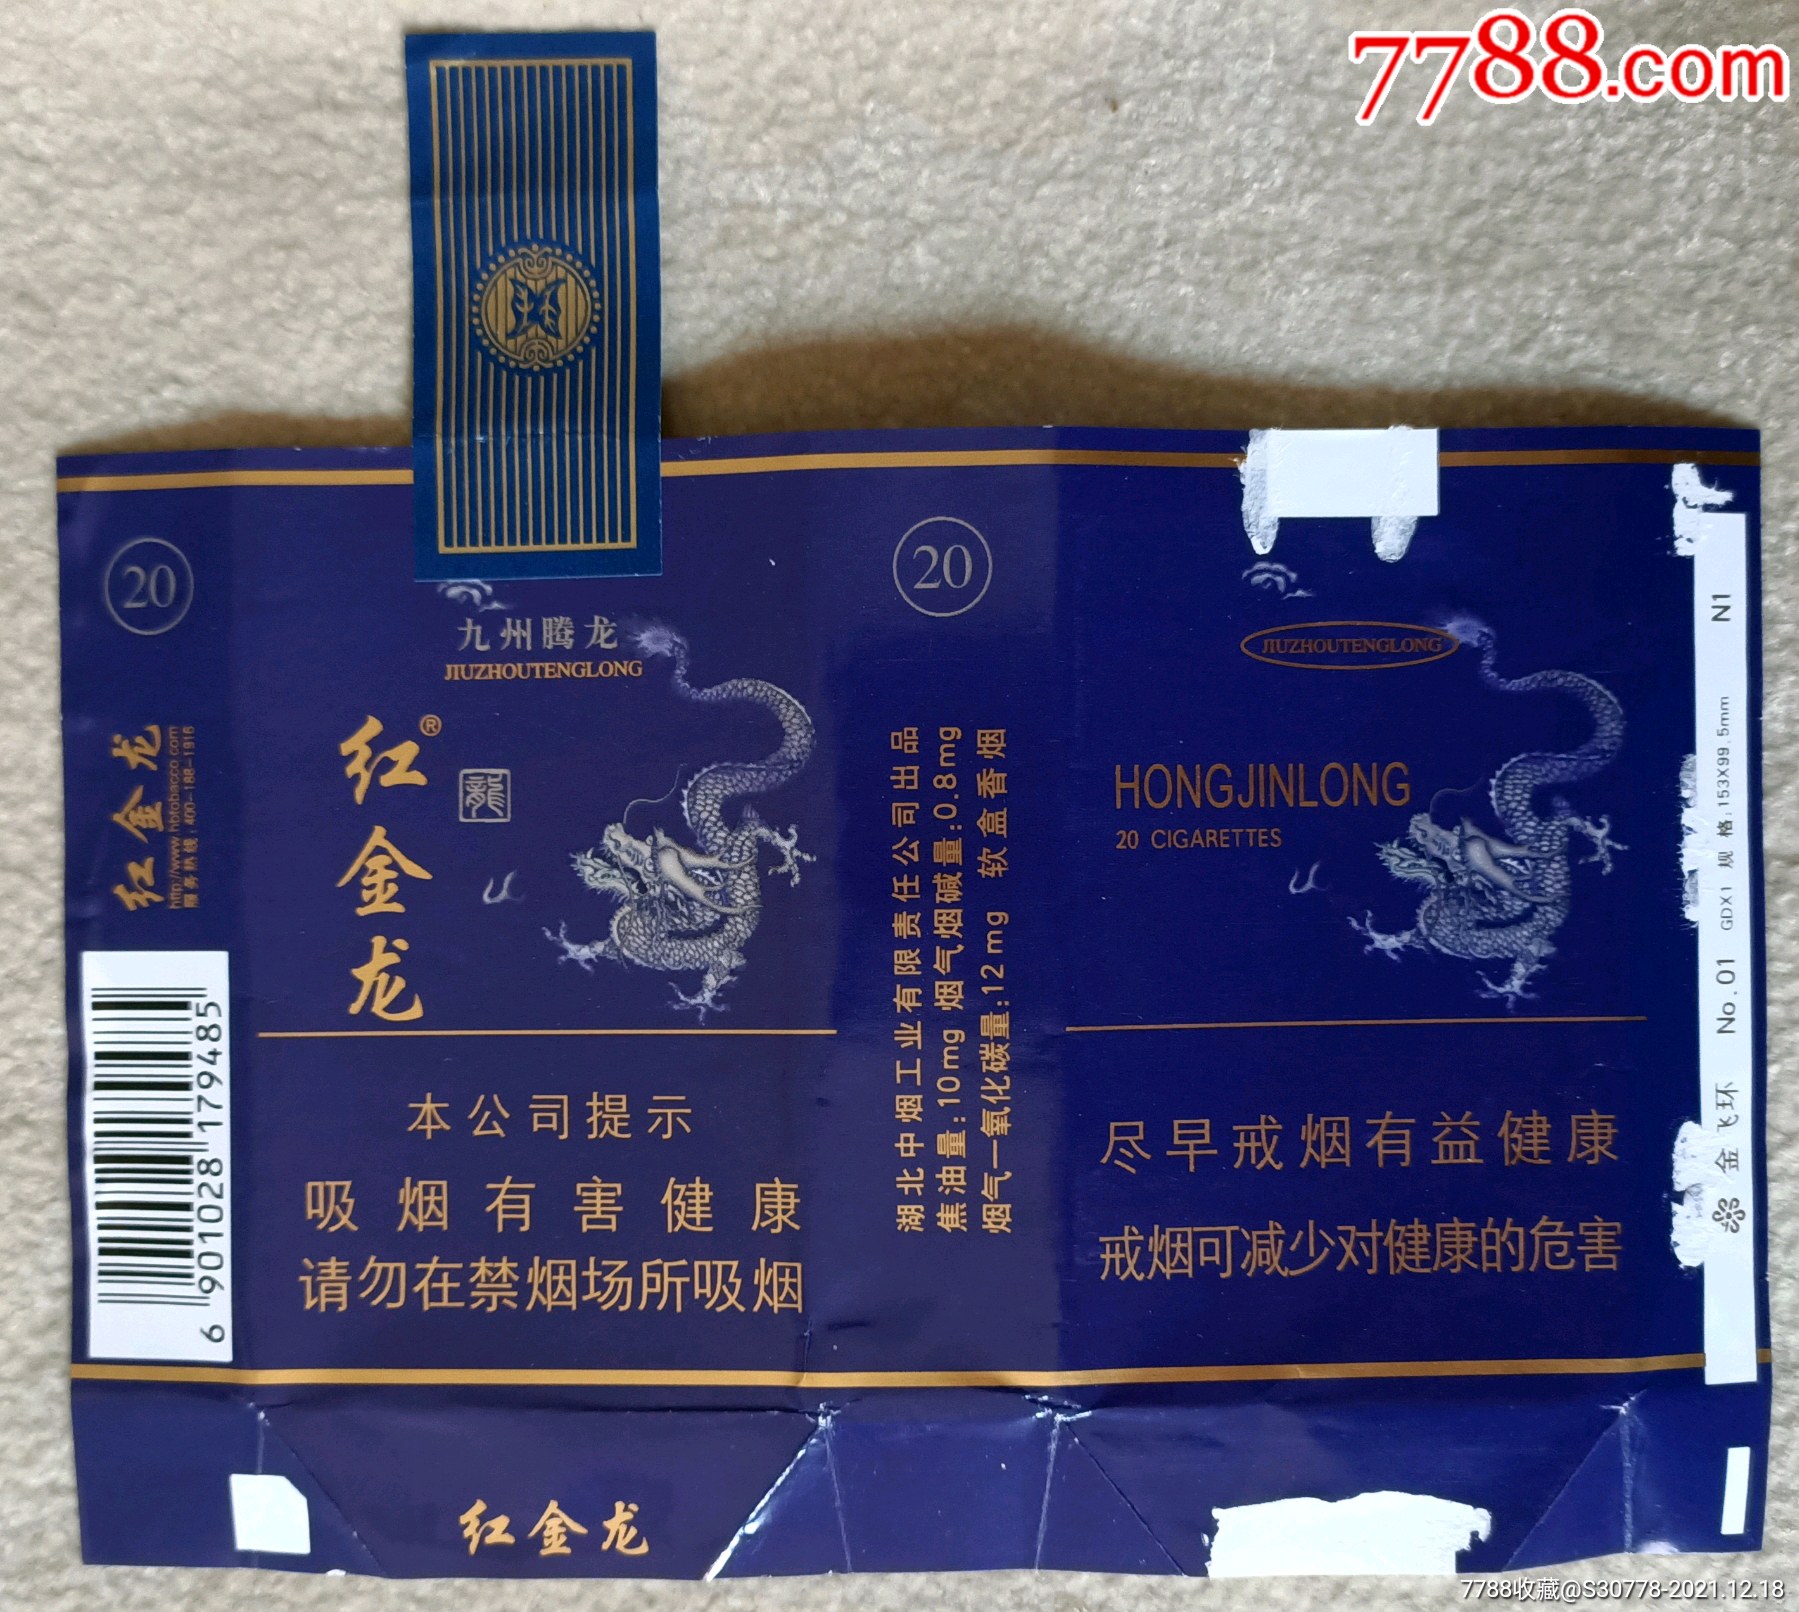 7788.com
20
红金龙
http://www.hbtobacco.com
服务热线:400-188-1916
6901028179485
九州腾龙
JIUZHOUTENGLONG
红金龙®
本公司提示
吸烟有害健康
请勿在禁烟场所吸烟
红金龙
20
湖北中烟工业有限责任公司出品
焦油量:10mg 烟气烟碱量:0.8mg
烟气一氧化碳量:12mg 软盒香烟
JIUZHOUTENGLONG
HONGJINLONG
20 CIGARETTES
尽早戒烟有益健康
戒烟可减少对健康的危害
金飞环 No.01 GDX1 规格:153X99.5mm N1
7788收藏@S30778-2021.12.18